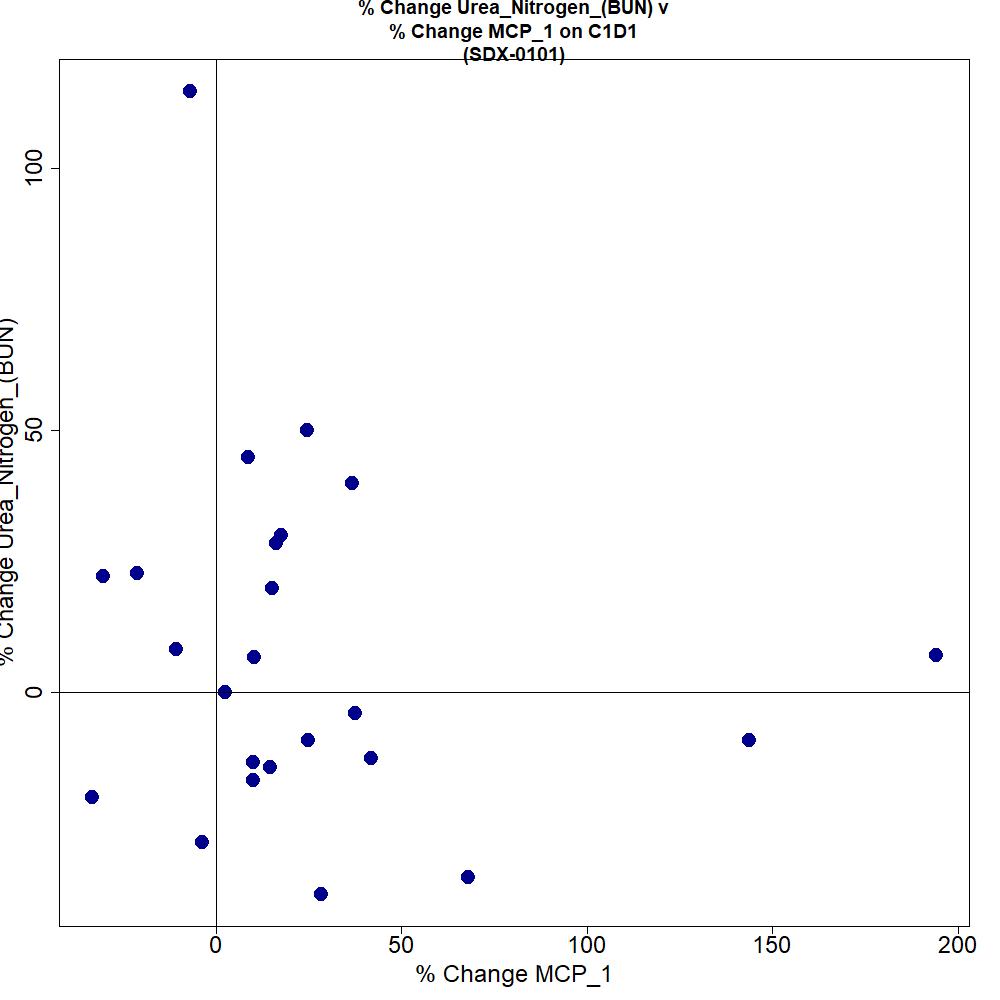 % Change Urea_Nitrogen_(BUN) v
% Change MCP_1 on C1D1
(SDX-0101)
% Change Urea_Nitrogen_(BUN)
100
50
0
0
50
100
150
200
% Change MCP_1